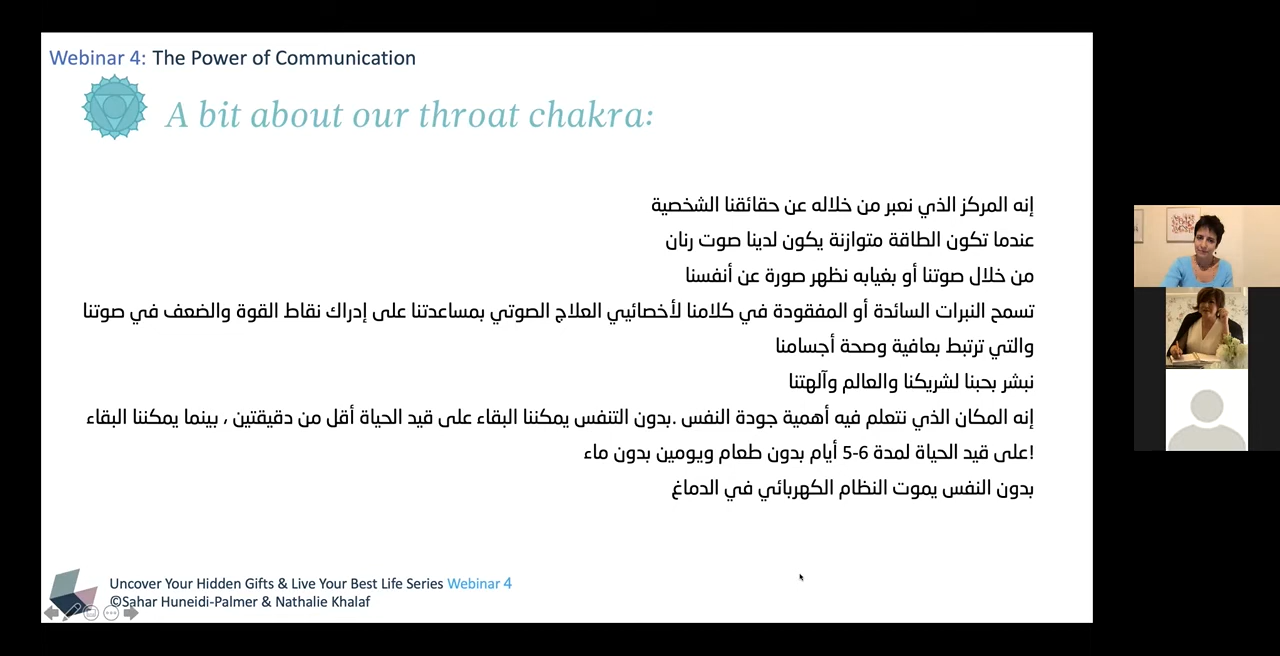 Webinar 4: The Power of Communication
A bit about our throat chakra:
إنه المركز الذي نعبر من خلاله عن حقائقنا الشخصية
عندما تكون الطاقة متوازنة يكون لدينا صوت رنان
من خلال صوتنا أو بغيابه نظهر صورة عن أنفسنا
تسمح النبرات السائدة أو المفقودة في كلامنا لأخصائيي العلاج الصوتي بمساعدتنا على إدراك نقاط القوة والضعف في صوتنا
والتي ترتبط بعافية وصحة أجسامنا
نبشر بحبنا لشريكنا والعالم وآلهتنا
إنه المكان الذي نتعلم فيه أهمية جودة النفس .بدون التنفس يمكننا البقاء على قيد الحياة أقل من دقيقتين ، بينما يمكننا البقاء
!على قيد الحياة لمدة 6-5 أيام بدون طعام ويومين بدون ماء
بدون النفس يموت النظام الكهربائي في الدماغ
Uncover Your Hidden Gifts & Live Your Best Life Series Webinar 4
©Sahar Huneidi-Palmer & Nathalie Khalaf